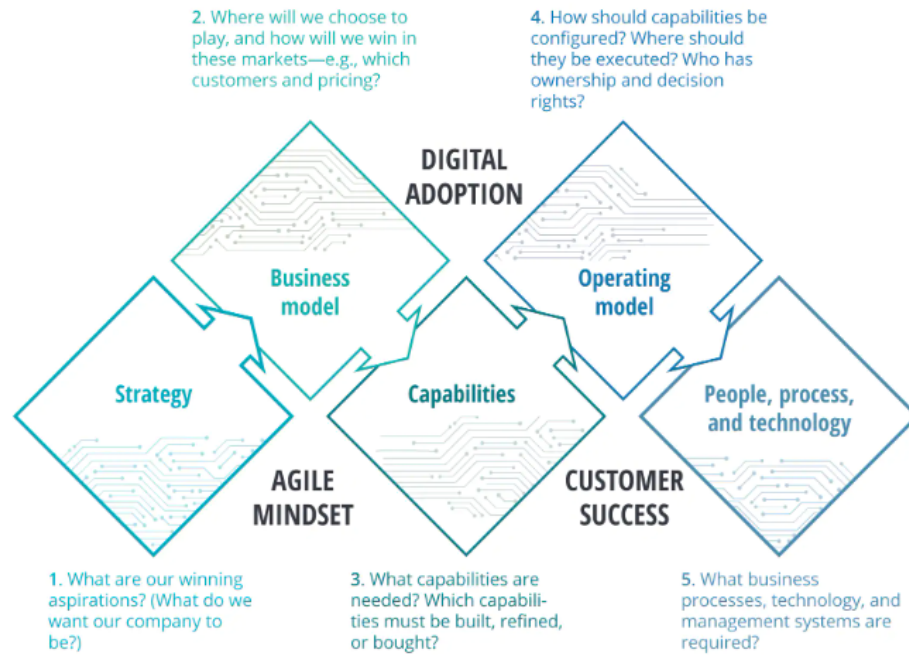 2. Where will we choose to
play, and how will we win in
these markets—e.g., which
customers and pricing?
4. How should capabilities be
configured? Where should
they be executed? Who has
ownership and decision
rights?
DIGITAL
ADOPTION
Business
model
Operating
model
Strategy
Capabilities
People, process,
and technology
AGILE
MINDSET
CUSTOMER
SUCCESS
1. What are our winning
aspirations? (What do we
want our company to
be?)
3. What capabilities are
needed? Which capabili-
ties must be built, refined,
or bought?
5. What business
processes, technology, and
management systems are
required?